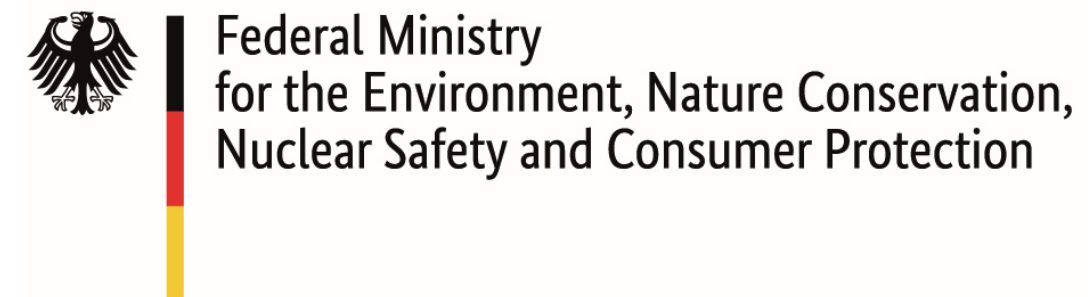 Federal Ministry
for the Environment, Nature Conservation,
Nuclear Safety and Consumer Protection